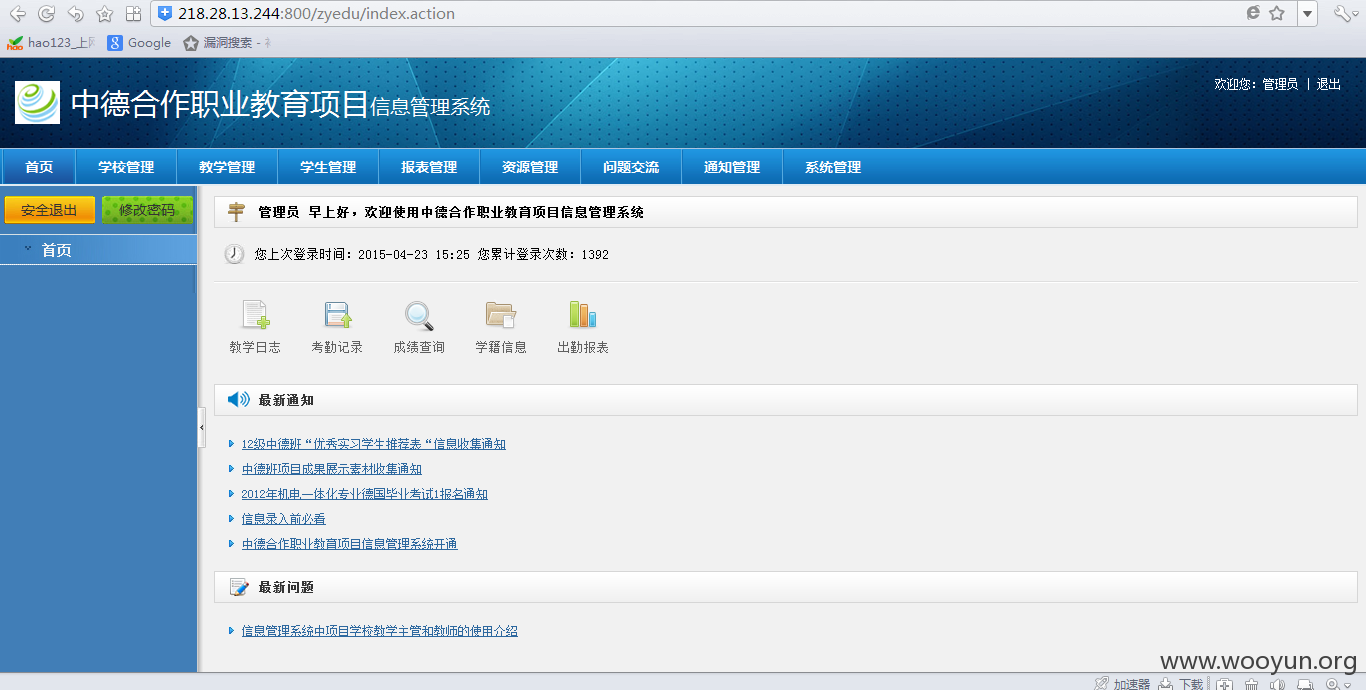 218.28.13.244:800/zyedu/index.action
hao123_上网 Google 漏洞搜索 -
中德合作职业教育项目信息管理系统
欢迎您: 管理员 | 退出
首页 学校管理 教学管理 学生管理 报表管理 资源管理 问题交流 通知管理 系统管理
安全退出 修改密码
首页
管理员 早上好，欢迎使用中德合作职业教育项目信息管理系统
您上次登录时间：2015-04-23 15:25 您累计登录次数：1392
教学日志 考勤记录 成绩查询 学籍信息 出勤报表
最新通知
12级中德班“优秀实习学生推荐表“信息收集通知
中德班项目成果展示素材收集通知
2012年机电一体化专业德国毕业考试1报名通知
信息录入前必看
中德合作职业教育项目信息管理系统开通
最新问题
信息管理系统中项目学校教学主管和教师的使用介绍
www.wooyun.org
加速器 下载